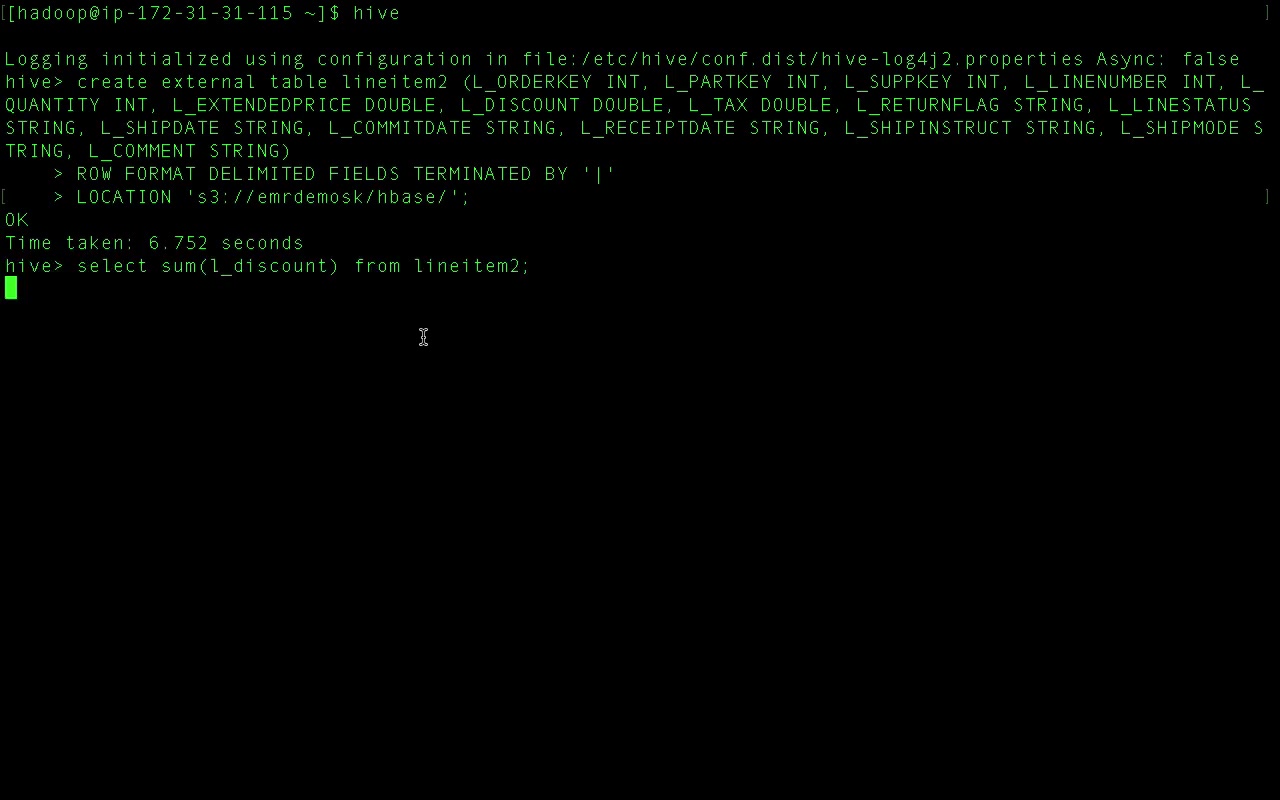 [[hadoop@ip-172-31-31-115 ~]$ hive ]
Logging initialized using configuration in file:/etc/hive/conf.dist/hive-log4j2.properties Async: false
hive> create external table lineitem2 (L_ORDERKEY INT, L_PARTKEY INT, L_SUPPKEY INT, L_LINENUMBER INT, L_
QUANTITY INT, L_EXTENDEDPRICE DOUBLE, L_DISCOUNT DOUBLE, L_TAX DOUBLE, L_RETURNFLAG STRING, L_LINESTATUS
STRING, L_SHIPDATE STRING, L_COMMITDATE STRING, L_RECEIPTDATE STRING, L_SHIPINSTRUCT STRING, L_SHIPMODE S
TRING, L_COMMENT STRING)
    > ROW FORMAT DELIMITED FIELDS TERMINATED BY '|'
[    > LOCATION 's3://emrdemosk/hbase/'; ]
OK
Time taken: 6.752 seconds
hive> select sum(l_discount) from lineitem2;